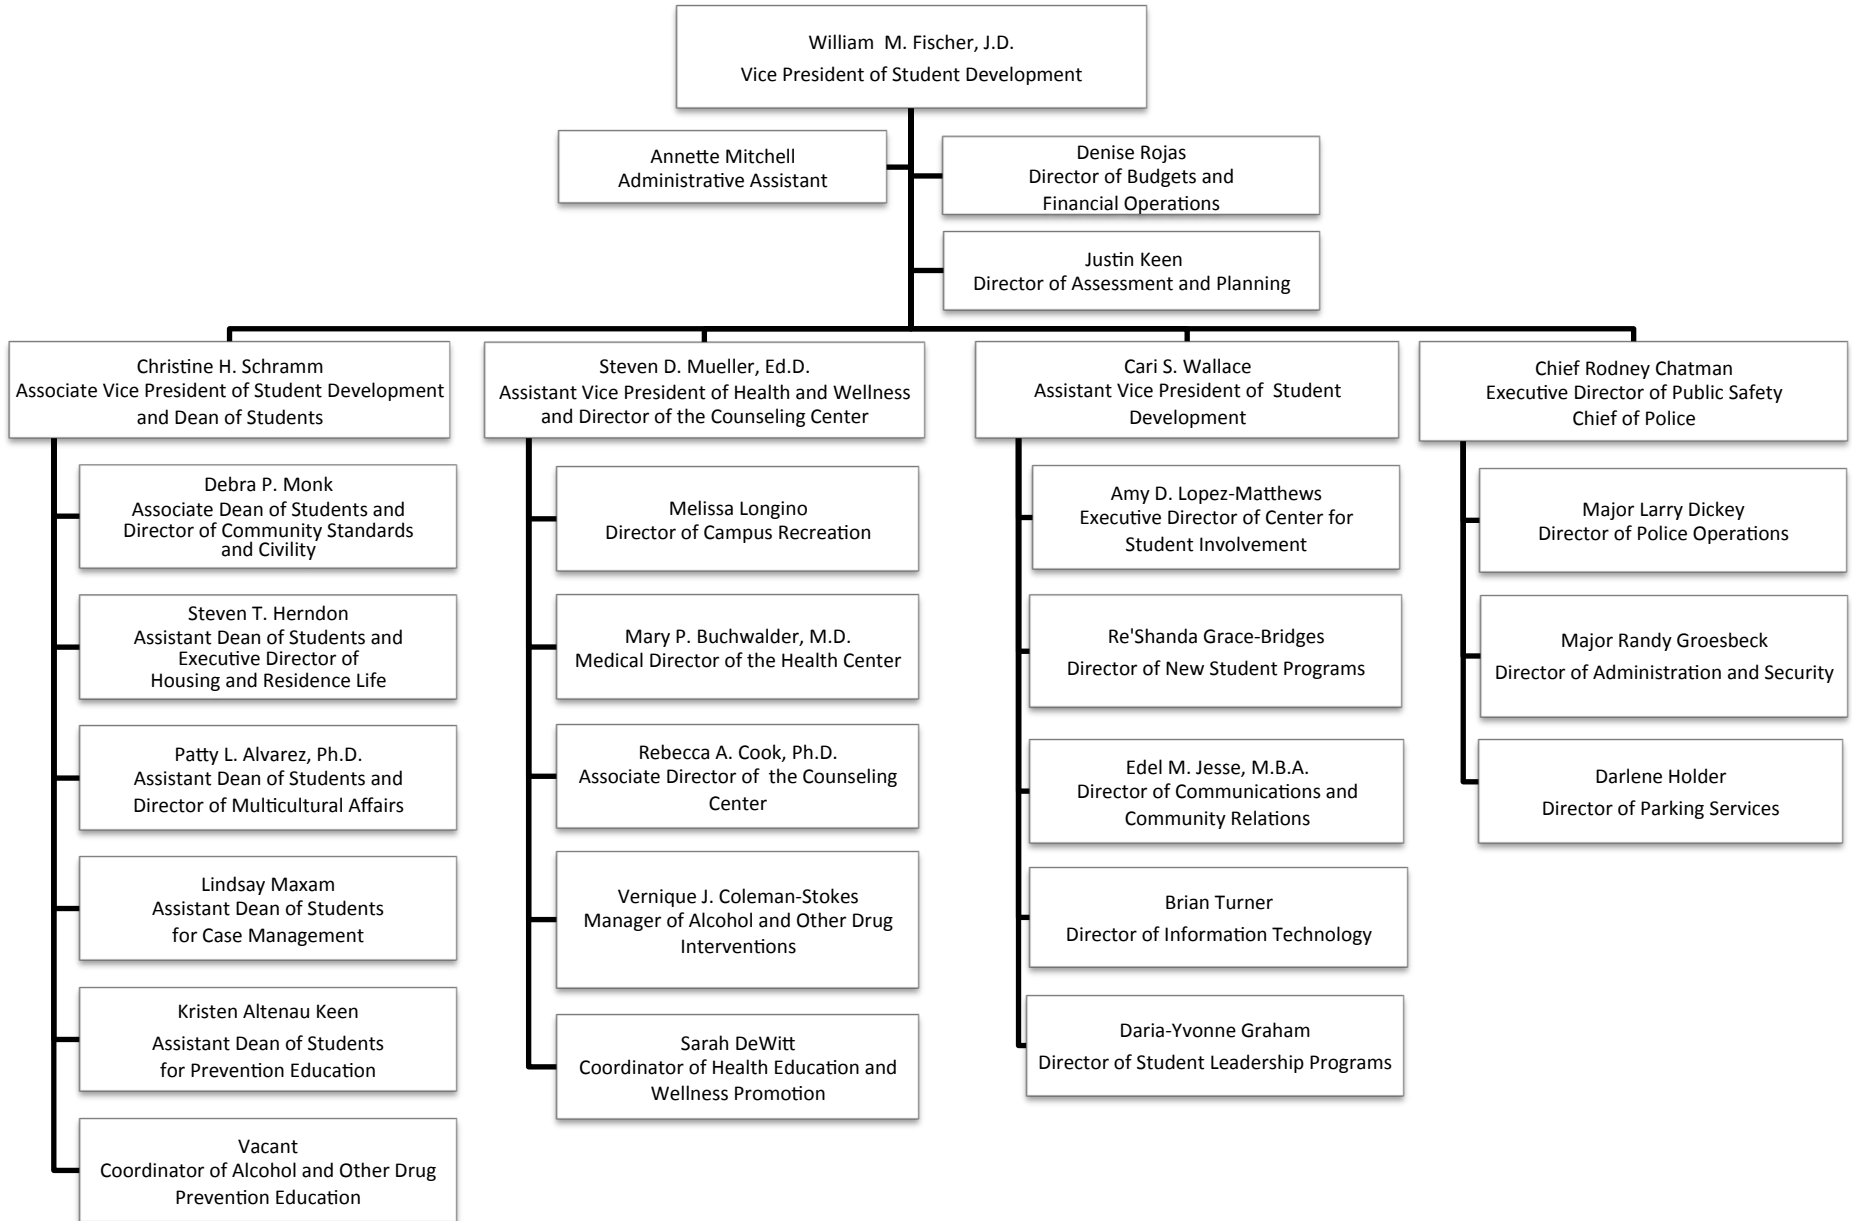 William  M. Fischer, J.D.
Vice President of Student Development
Annette Mitchell
Administrative Assistant
Denise Rojas
Director of Budgets and
Financial Operations
Justin Keen
Director of Assessment and Planning
Christine H. Schramm
Associate Vice President of Student Development
and Dean of Students
Debra P. Monk
Associate Dean of Students and
Director of Community Standards
and Civility
Steven T. Herndon
Assistant Dean of Students and
Executive Director of
Housing and Residence Life
Patty L. Alvarez, Ph.D.
Assistant Dean of Students and
Director of Multicultural Affairs
Lindsay Maxam
Assistant Dean of Students
for Case Management
Kristen Altenau Keen
Assistant Dean of Students
for Prevention Education
Vacant
Coordinator of Alcohol and Other Drug
Prevention Education
Steven D. Mueller, Ed.D.
Assistant Vice President of Health and Wellness
and Director of the Counseling Center
Melissa Longino
Director of Campus Recreation
Mary P. Buchwalder, M.D.
Medical Director of the Health Center
Rebecca A. Cook, Ph.D.
Associate Director of  the Counseling
Center
Vernique J. Coleman-Stokes
Manager of Alcohol and Other Drug
Interventions
Sarah DeWitt
Coordinator of Health Education and
Wellness Promotion
Cari S. Wallace
Assistant Vice President of  Student
Development
Amy D. Lopez-Matthews
Executive Director of Center for
Student Involvement
Re'Shanda Grace-Bridges
Director of New Student Programs
Edel M. Jesse, M.B.A.
Director of Communications and
Community Relations
Brian Turner
Director of Information Technology
Daria-Yvonne Graham
Director of Student Leadership Programs
Chief Rodney Chatman
Executive Director of Public Safety
Chief of Police
Major Larry Dickey
Director of Police Operations
Major Randy Groesbeck
Director of Administration and Security
Darlene Holder
Director of Parking Services